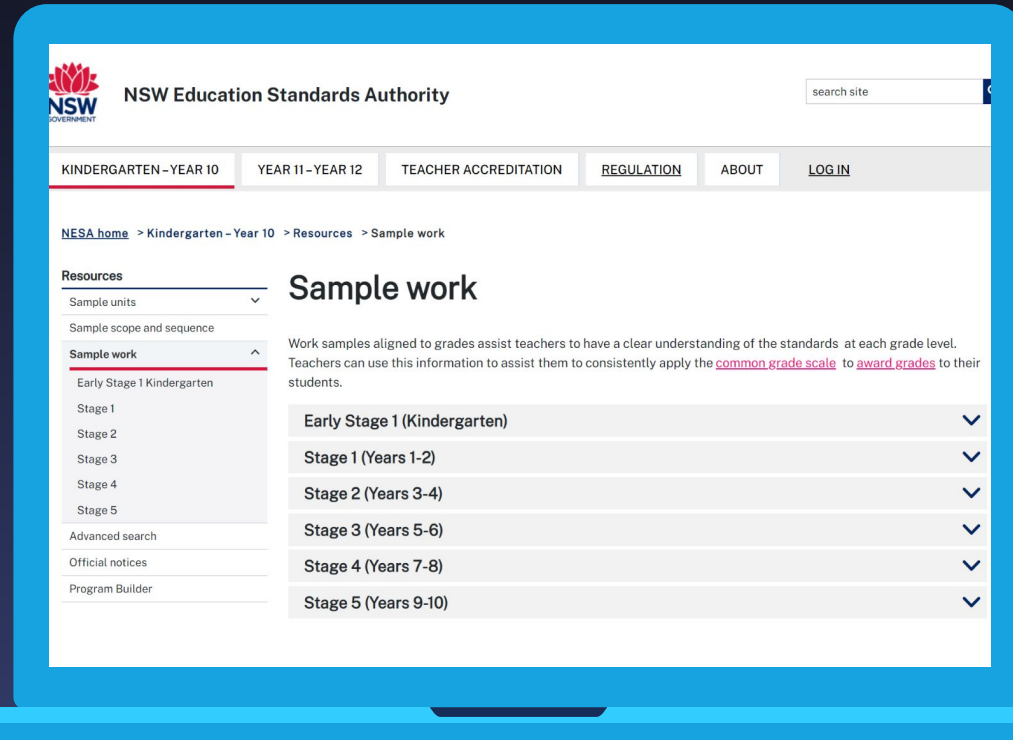 NSW
GOVERNMENT
NSW Education Standards Authority
search site
KINDERGARTEN – YEAR 10
YEAR 11 – YEAR 12
TEACHER ACCREDITATION
REGULATION
ABOUT
LOG IN
NESA home > Kindergarten – Year 10 > Resources > Sample work
Resources
Sample units
Sample scope and sequence
Sample work
Early Stage 1 Kindergarten
Stage 1
Stage 2
Stage 3
Stage 4
Stage 5
Advanced search
Official notices
Program Builder
Sample work
Work samples aligned to grades assist teachers to have a clear understanding of the standards at each grade level.
Teachers can use this information to assist them to consistently apply the common grade scale to award grades to their
students.
Early Stage 1 (Kindergarten)
Stage 1 (Years 1-2)
Stage 2 (Years 3-4)
Stage 3 (Years 5-6)
Stage 4 (Years 7-8)
Stage 5 (Years 9-10)